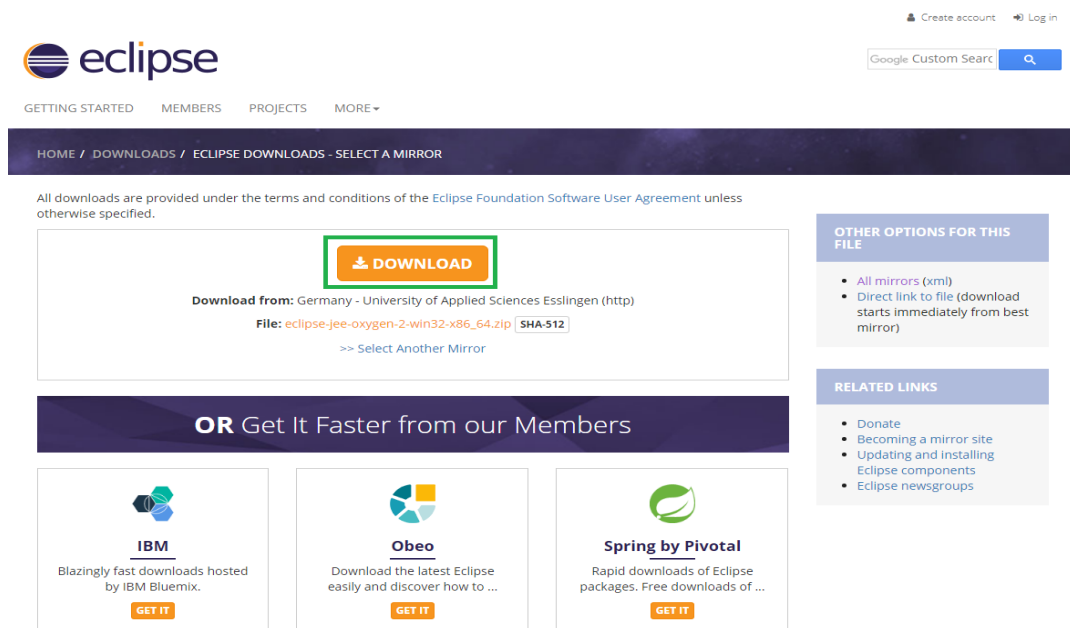 Create account
Log in
eclipse
Google Custom Searc
GETTING STARTED
MEMBERS
PROJECTS
MORE
HOME / DOWNLOADS / ECLIPSE DOWNLOADS - SELECT A MIRROR
All downloads are provided under the terms and conditions of the Eclipse Foundation Software User Agreement unless
otherwise specified.
DOWNLOAD
Download from: Germany - University of Applied Sciences Esslingen (http)
File: eclipse-jee-oxygen-2-win32-x86_64.zip SHA-512
>> Select Another Mirror
OR Get It Faster from our Members
IBM
Blazingly fast downloads hosted
by IBM Bluemix.
GET IT
Obeo
Download the latest Eclipse
easily and discover how to ...
GET IT
Spring by Pivotal
Rapid downloads of Eclipse
packages. Free downloads of ...
GET IT
OTHER OPTIONS FOR THIS
FILE
All mirrors (xml)
Direct link to file (download
starts immediately from best
mirror)
RELATED LINKS
Donate
Becoming a mirror site
Updating and installing
Eclipse components
Eclipse newsgroups